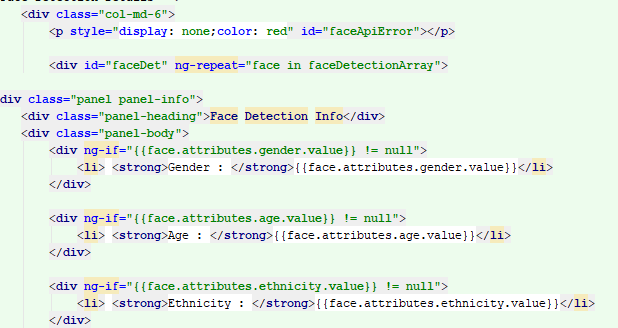 <div class="col-md-6">
<p style="display: none;color: red" id="faceApiError"></p>
<div id="faceDet" ng-repeat="face in faceDetectionArray">
div class="panel panel-info">
<div class="panel-heading">Face Detection Info</div>
<div class="panel-body">
<div ng-if="{{face.attributes.gender.value}} != null">
<li> <strong>Gender : </strong>{{face.attributes.gender.value}}</li>
</div>
<div ng-if="{{face.attributes.age.value}} != null">
<li> <strong>Age : </strong>{{face.attributes.age.value}}</li>
</div>
<div ng-if="{{face.attributes.ethnicity.value}} != null">
<li> <strong>Ethnicity : </strong>{{face.attributes.ethnicity.value}}</li>
</div>